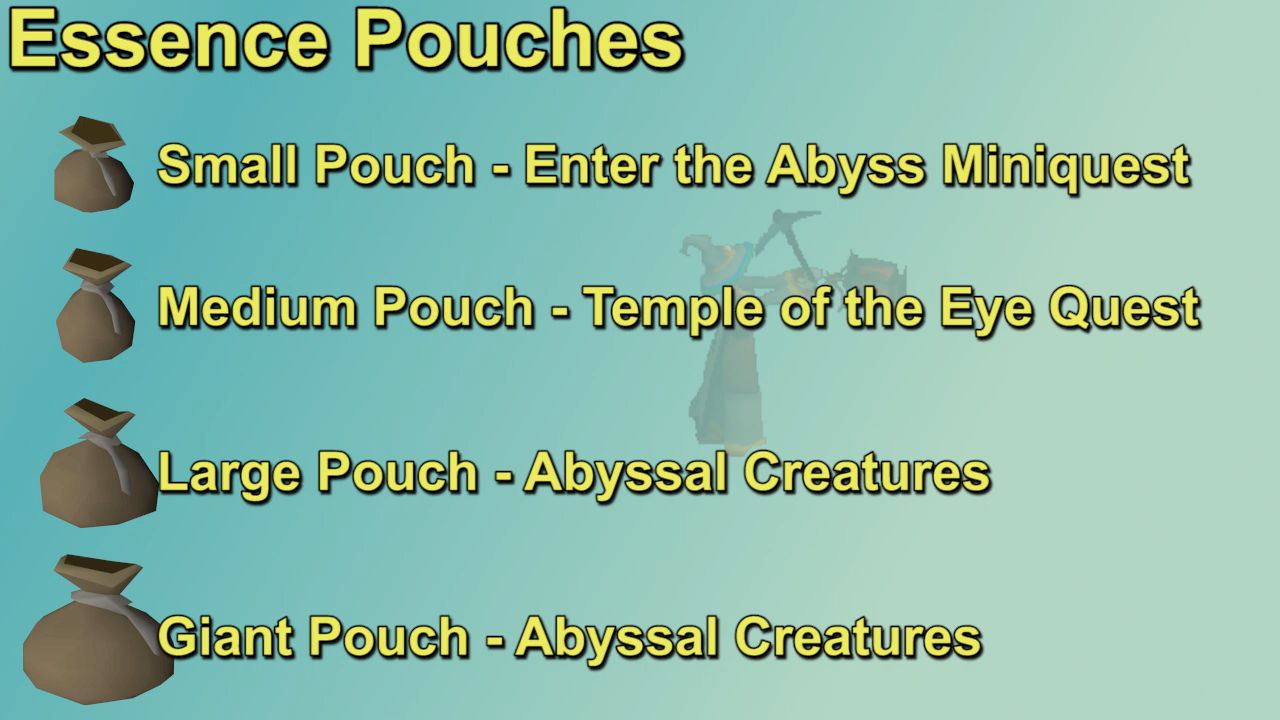 Essence Pouches
Small Pouch - Enter the Abyss Miniquest
Medium Pouch - Temple of the Eye Quest
Large Pouch - Abyssal Creatures
Giant Pouch - Abyssal Creatures